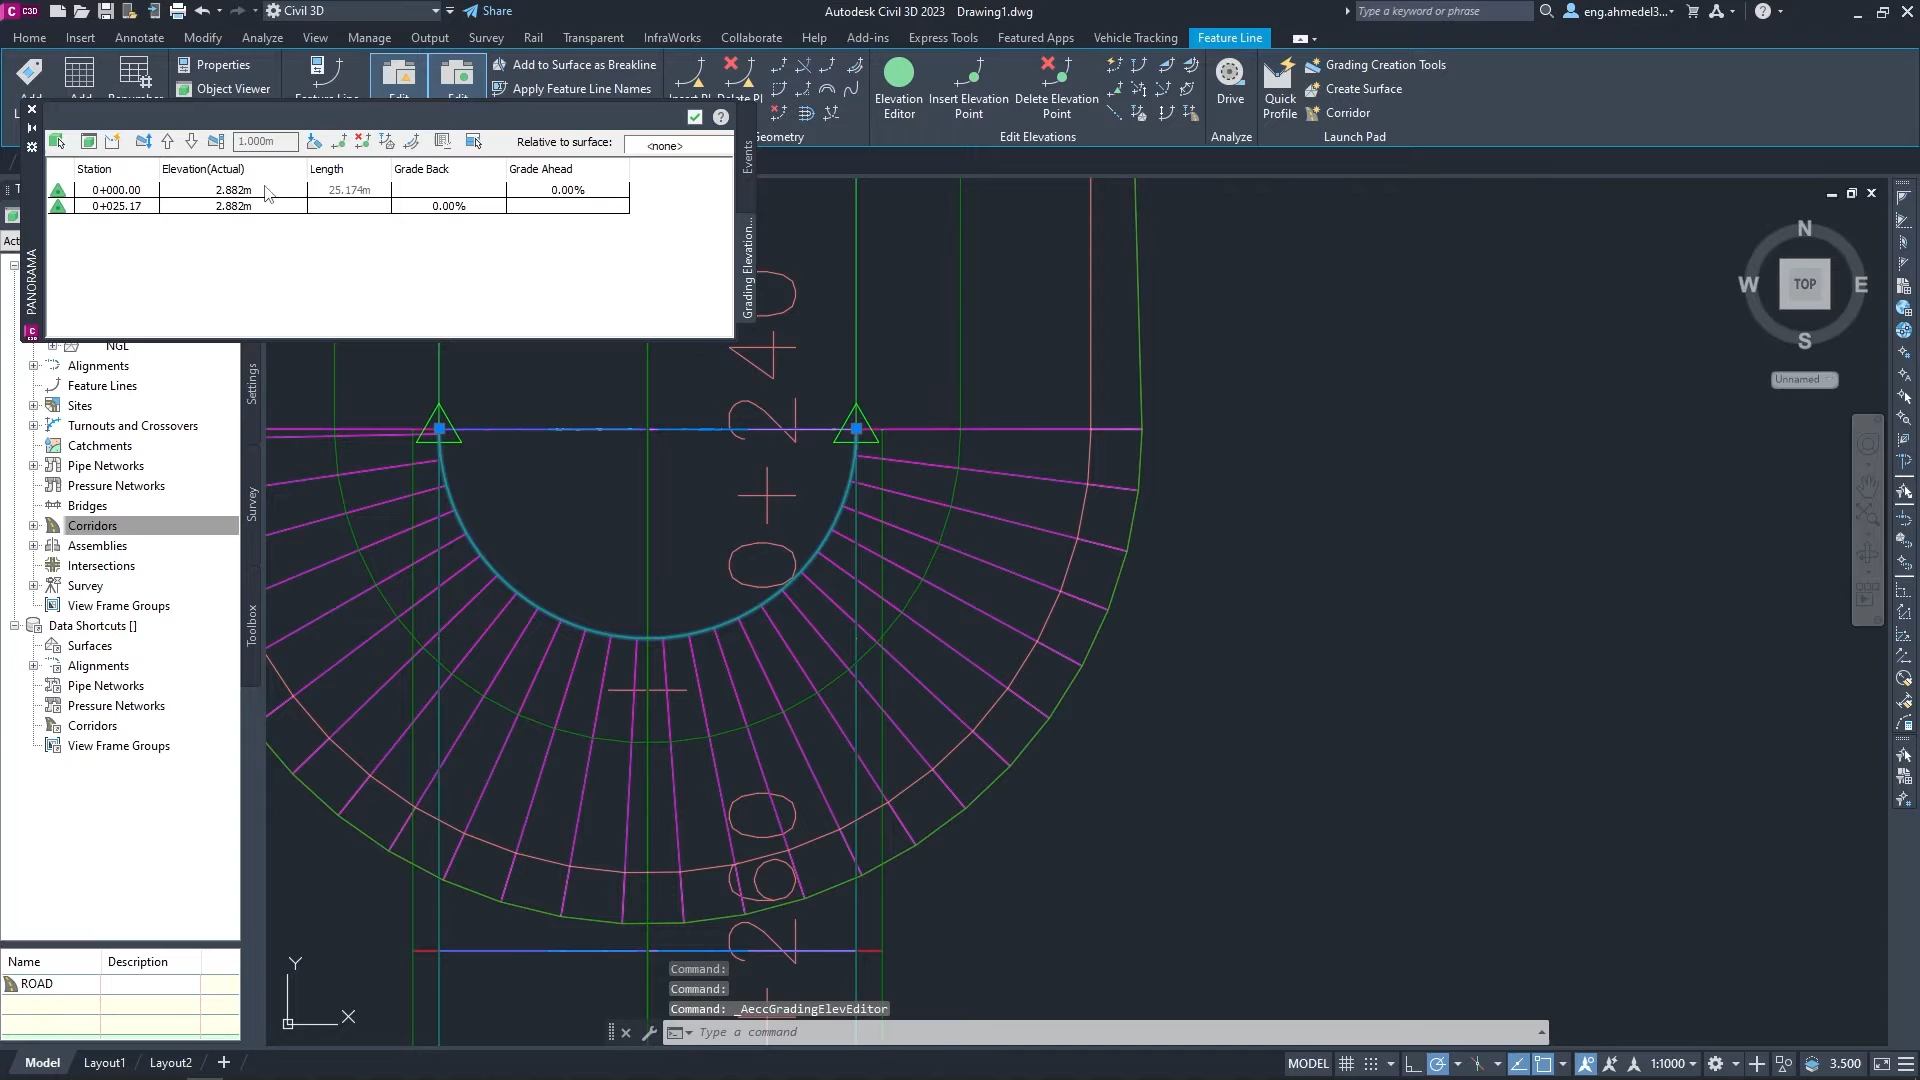 C3D
Civil 3D
Share
Autodesk Civil 3D 2023 Drawing1.dwg
Type a keyword or phrase
eng.ahmedel3...
Home Insert Annotate Modify Analyze View Manage Output Survey Rail Transparent InfraWorks Collaborate Help Add-ins Express Tools Featured Apps Vehicle Tracking Feature Line
Properties
Object Viewer
Add to Surface as Breakline
Apply Feature Line Names
Elevation Editor
Insert Elevation Point
Delete Elevation Point
Drive
Quick Profile
Grading Creation Tools
Create Surface
Corridor
Edit Elevations
Analyze
Launch Pad
1.000m
Relative to surface:
<none>
Station Elevation(Actual) Length Grade Back Grade Ahead
0+000.00 2.882m 25.174m 0.00%
0+025.17 2.882m 0.00%
PANORAMA
Events
Grading Elevation...
Act
NGL
Alignments
Feature Lines
Sites
Turnouts and Crossovers
Catchments
Pipe Networks
Pressure Networks
Bridges
Corridors
Assemblies
Intersections
Survey
View Frame Groups
Data Shortcuts []
Surfaces
Alignments
Pipe Networks
Pressure Networks
Corridors
View Frame Groups
Settings
Survey
Toolbox
Name Description
ROAD
0+240
N
W TOP E
S
Unnamed
Y
X
Command:
Command:
Command: _AeccGradingElevEditor
Type a command
Model Layout1 Layout2 +
MODEL
1:1000
3.500